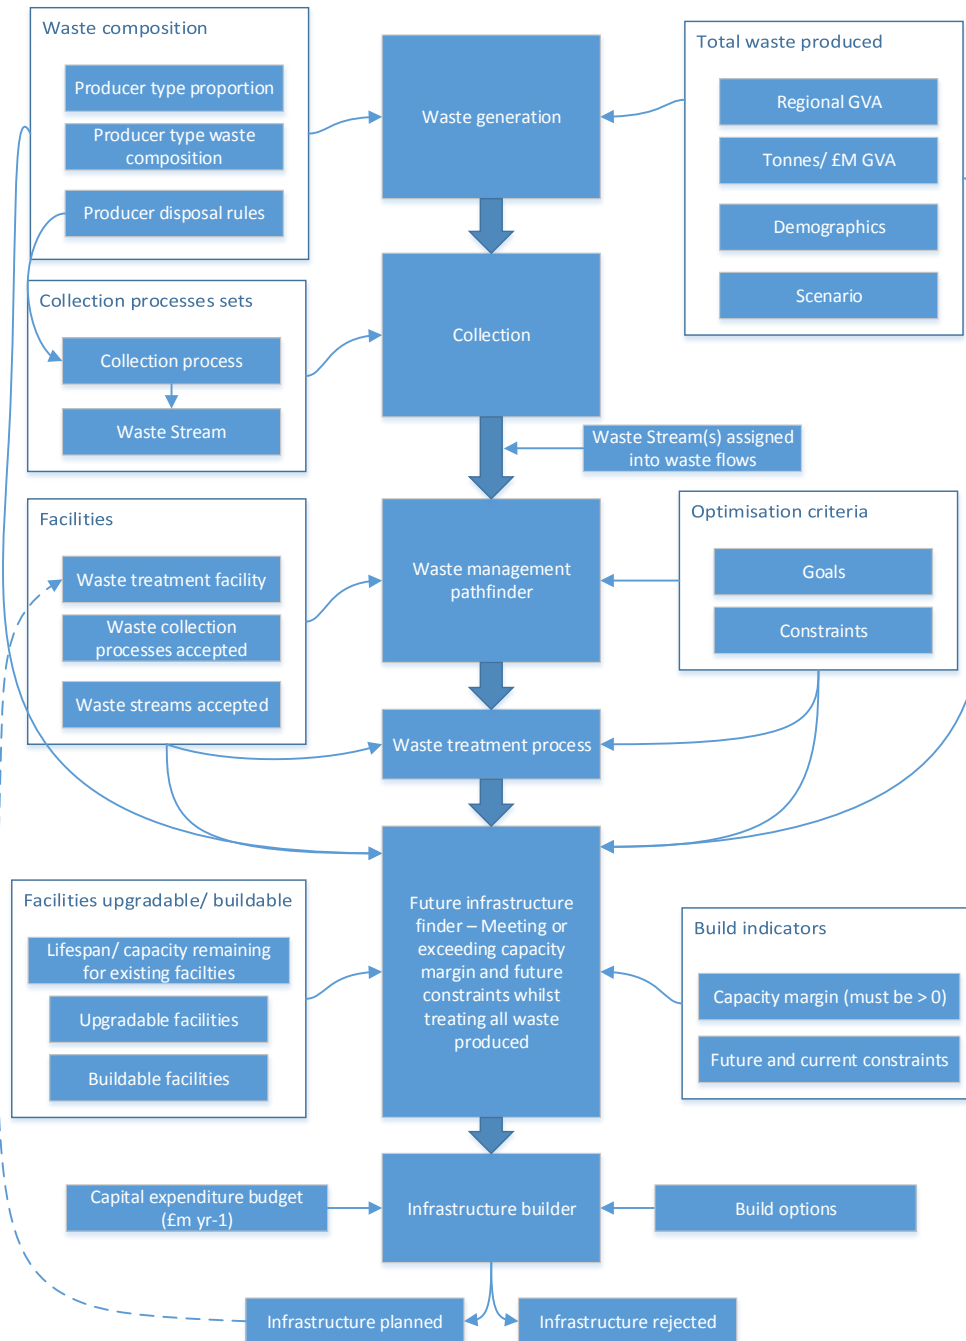 Waste composition
Producer type proportion
Producer type waste
composition
Producer disposal rules
Waste generation
Total waste produced
Regional GVA
Tonnes/ £M GVA
Demographics
Scenario
Collection processes sets
Collection process
Waste Stream
Collection
Waste Stream(s) assigned
into waste flows
Facilities
Waste treatment facility
Waste collection
processes accepted
Waste streams accepted
Waste management
pathfinder
Optimisation criteria
Goals
Constraints
Waste treatment process
Facilities upgradable/ buildable
Lifespan/ capacity remaining
for existing facilties
Upgradable facilities
Buildable facilities
Future infrastructure
finder – Meeting or
exceeding capacity
margin and future
constraints whilst
treating all waste
produced
Build indicators
Capacity margin (must be > 0)
Future and current constraints
Capital expenditure budget
(£m yr-1)
Infrastructure builder
Build options
Infrastructure planned
Infrastructure rejected